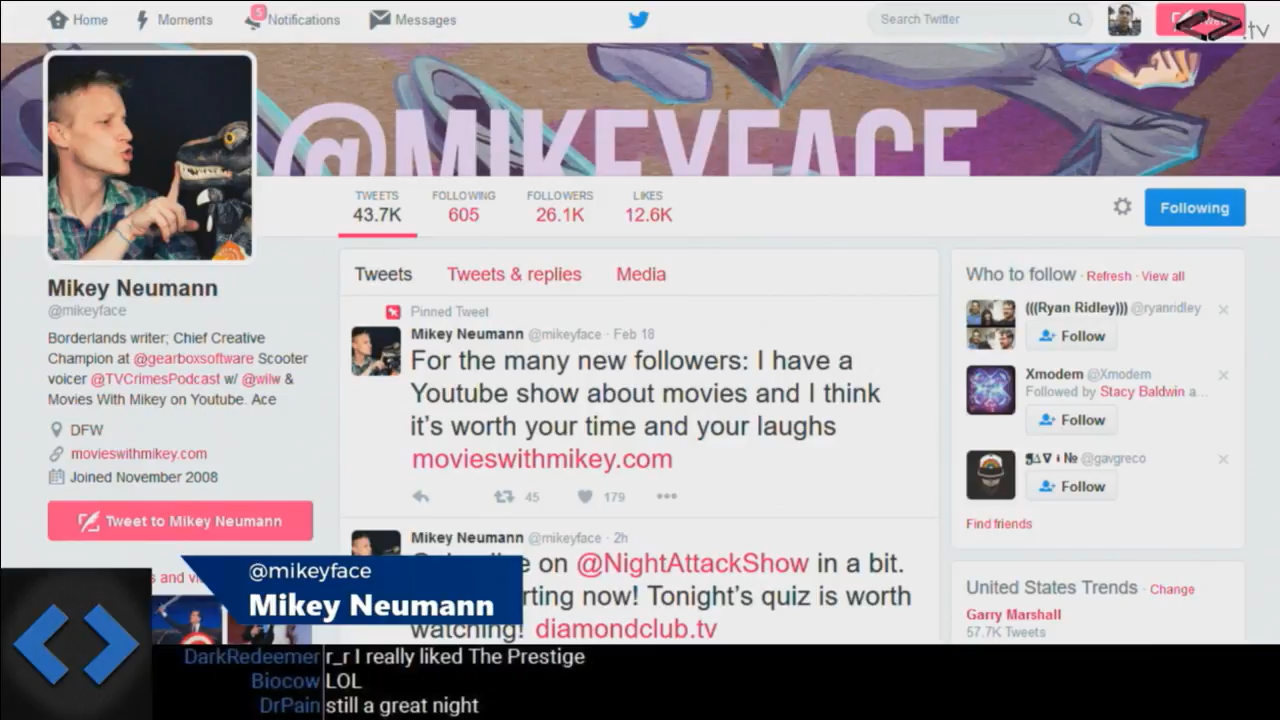 Home
Moments
5
Notifications
Messages
Search Twitter
.tv
@MIKEYFACE
TWEETS
43.7K
FOLLOWING
605
FOLLOWERS
26.1K
LIKES
12.6K
Following
Mikey Neumann
@mikeyface
Borderlands writer; Chief Creative
Champion at @gearboxsoftware Scooter
voicer @TVCrimesPodcast w/ @wilw &
Movies With Mikey on Youtube. Ace
DFW
movieswithmikey.com
Joined November 2008
Tweet to Mikey Neumann
Tweets
Tweets & replies
Media
Pinned Tweet
Mikey Neumann @mikeyface · Feb 18
For the many new followers: I have a
Youtube show about movies and I think
it's worth your time and your laughs
movieswithmikey.com
45
179
Mikey Neumann @mikeyface · 2h
on @NightAttackShow in a bit.
now! Tonight's quiz is worth
watching! diamondclub.tv
Who to follow · Refresh · View all
(((Ryan Ridley))) @ryanridley
Follow
Xmodem @Xmodem
Followed by Stacy Baldwin a...
Follow
@gavgreco
Follow
Find friends
United States Trends · Change
Garry Marshall
57.7K Tweets
@mikeyface
Mikey Neumann
DarkRedeemer r_r I really liked The Prestige
Biocow LOL
DrPain still a great night